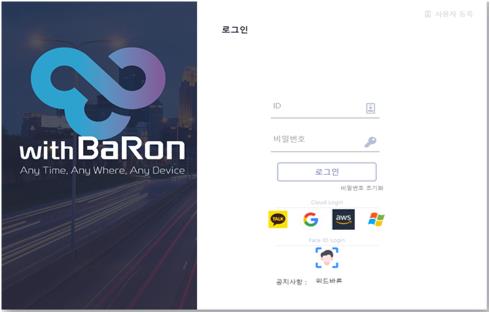 사용자 등록
로그인
withBaRon
Any Time, Any Where, Any Device
ID
비밀번호
로그인
비밀번호 초기화
Cloud Login
TALK
G
aws
Face ID Login
공지사항 : 위드바론